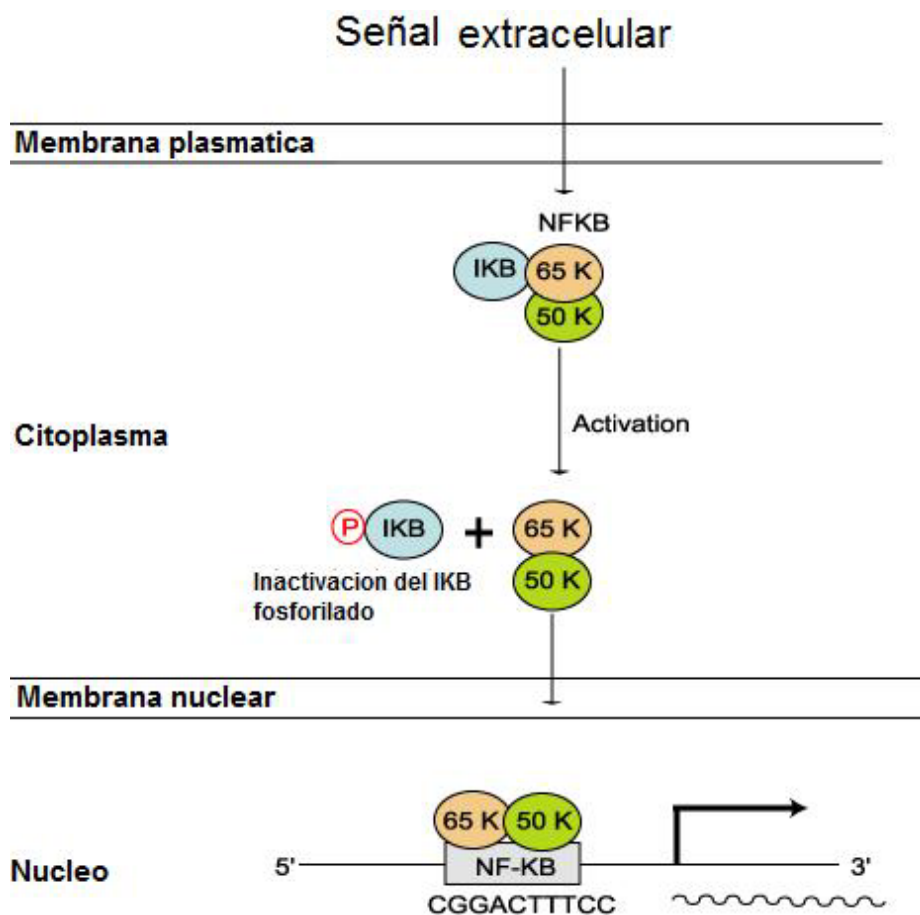 Señal extracelular
Membrana plasmatica
NFKB
IKB
65 K
50 K
Activation
Citoplasma
P
IKB
+
65 K
50 K
Inactivacion del IKB
fosforilado
Membrana nuclear
65 K
50 K
Nucleo
5'
NF-KB
3'
CGGACTTTCC